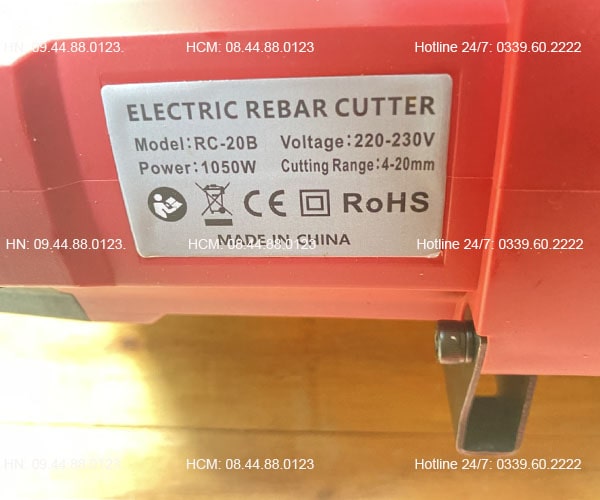 HN: 09.44.88.0123. HCM: 08.44.88.0123 Hotline 24/7: 0339.60.2222
ELECTRIC REBAR CUTTER
Model:RC-20B Voltage:220-230V
Power:1050W Cutting Range:4-20mm
CE RoHS
MADE IN CHINA
HN: 09.44.88.0123. HCM: 08.44.88.0123 Hotline 24/7: 0339.60.2222
HN: 09.44.88.0123. HCM: 08.44.88.0123 Hotline 24/7: 0339.60.2222